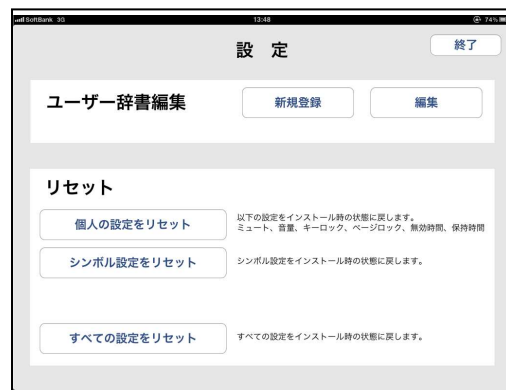 SoftBank 3G 13:48 74%
設 定
終了
ユーザー辞書編集
新規登録
編集
リセット
個人の設定をリセット
以下の設定をインストール時の状態に戻します。
ミュート、音量、キーロック、ページロック、無効時間、保持時間
シンボル設定をリセット
シンボル設定をインストール時の状態に戻します。
すべての設定をリセット
すべての設定をインストール時の状態に戻します。